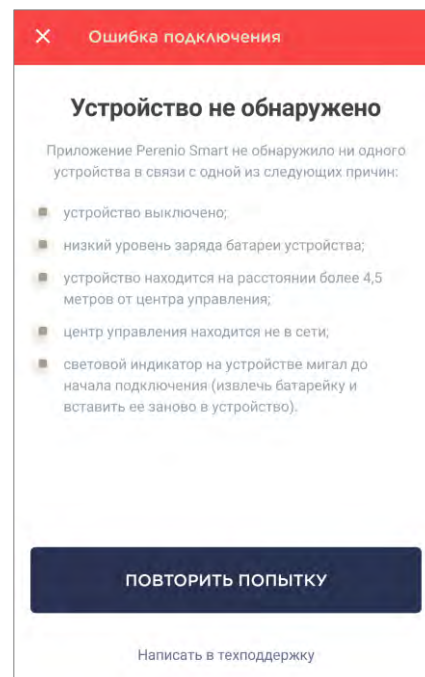 Ошибка подключения
Устройство не обнаружено
Приложение Perenio Smart не обнаружило ни одного
устройства в связи с одной из следующих причин:
устройство выключено;
низкий уровень заряда батареи устройства;
устройство находится на расстоянии более 4,5
метров от центра управления;
центр управления находится не в сети;
световой индикатор на устройстве мигал до
начала подключения (извлечь батарейку и
вставить ее заново в устройство).
ПОВТОРИТЬ ПОПЫТКУ
Написать в техподдержку